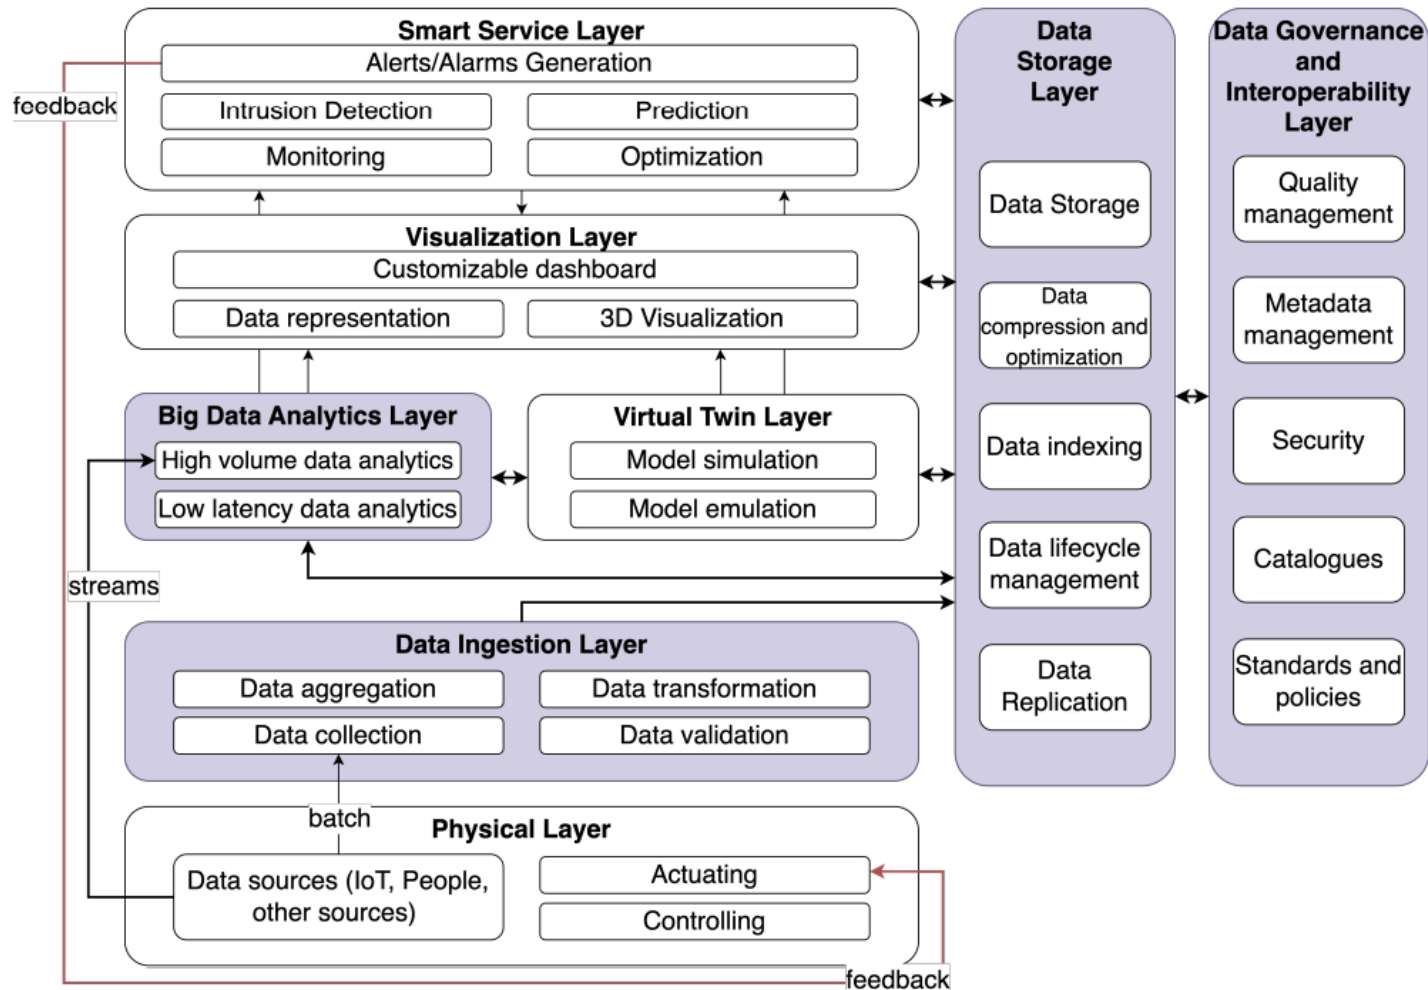 Smart Service Layer
Alerts/Alarms Generation
feedback
Intrusion Detection
Prediction
Monitoring
Optimization
Visualization Layer
Customizable dashboard
Data representation
3D Visualization
Big Data Analytics Layer
High volume data analytics
Low latency data analytics
Virtual Twin Layer
Model simulation
Model emulation
streams
Data Ingestion Layer
Data aggregation
Data transformation
Data collection
Data validation
batch
Physical Layer
Data sources (IoT, People,
other sources)
Actuating
Controlling
feedback
Data
Storage
Layer
Data Storage
Data
compression and
optimization
Data indexing
Data lifecycle
management
Data
Replication
Data Governance
and
Interoperability
Layer
Quality
management
Metadata
management
Security
Catalogues
Standards and
policies